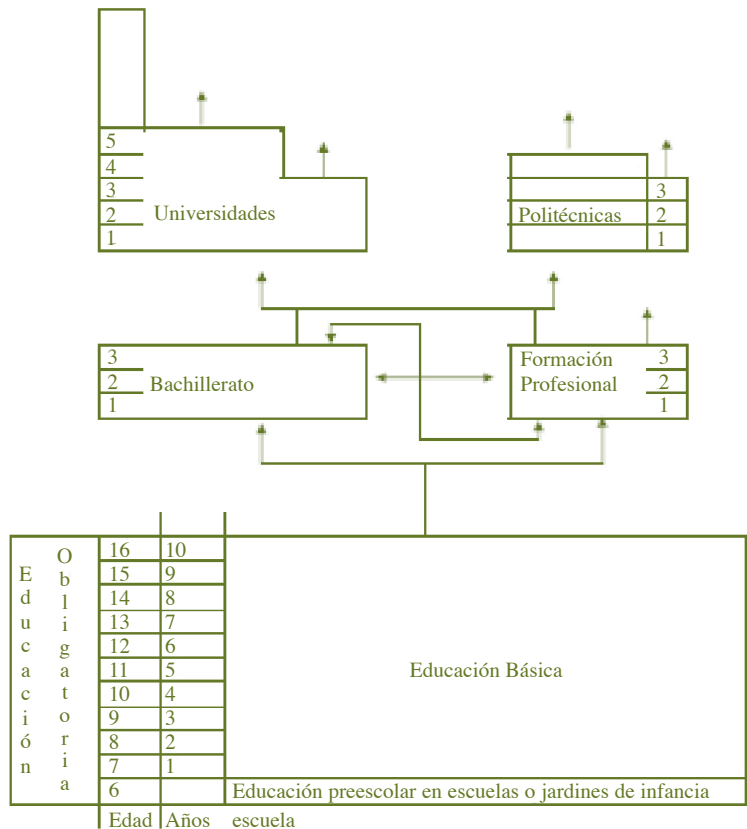 5
4
3
2
1
Universidades
Politécnicas
3
2
1
3
2
1
Bachillerato
Formación
Profesional
3
2
1
Educación
Obligatoria
16 10
15 9
14 8
13 7
12 6
11 5
10 4
9 3
8 2
7 1
6
Educación Básica
Educación preescolar en escuelas o jardines de infancia
Edad Años escuela